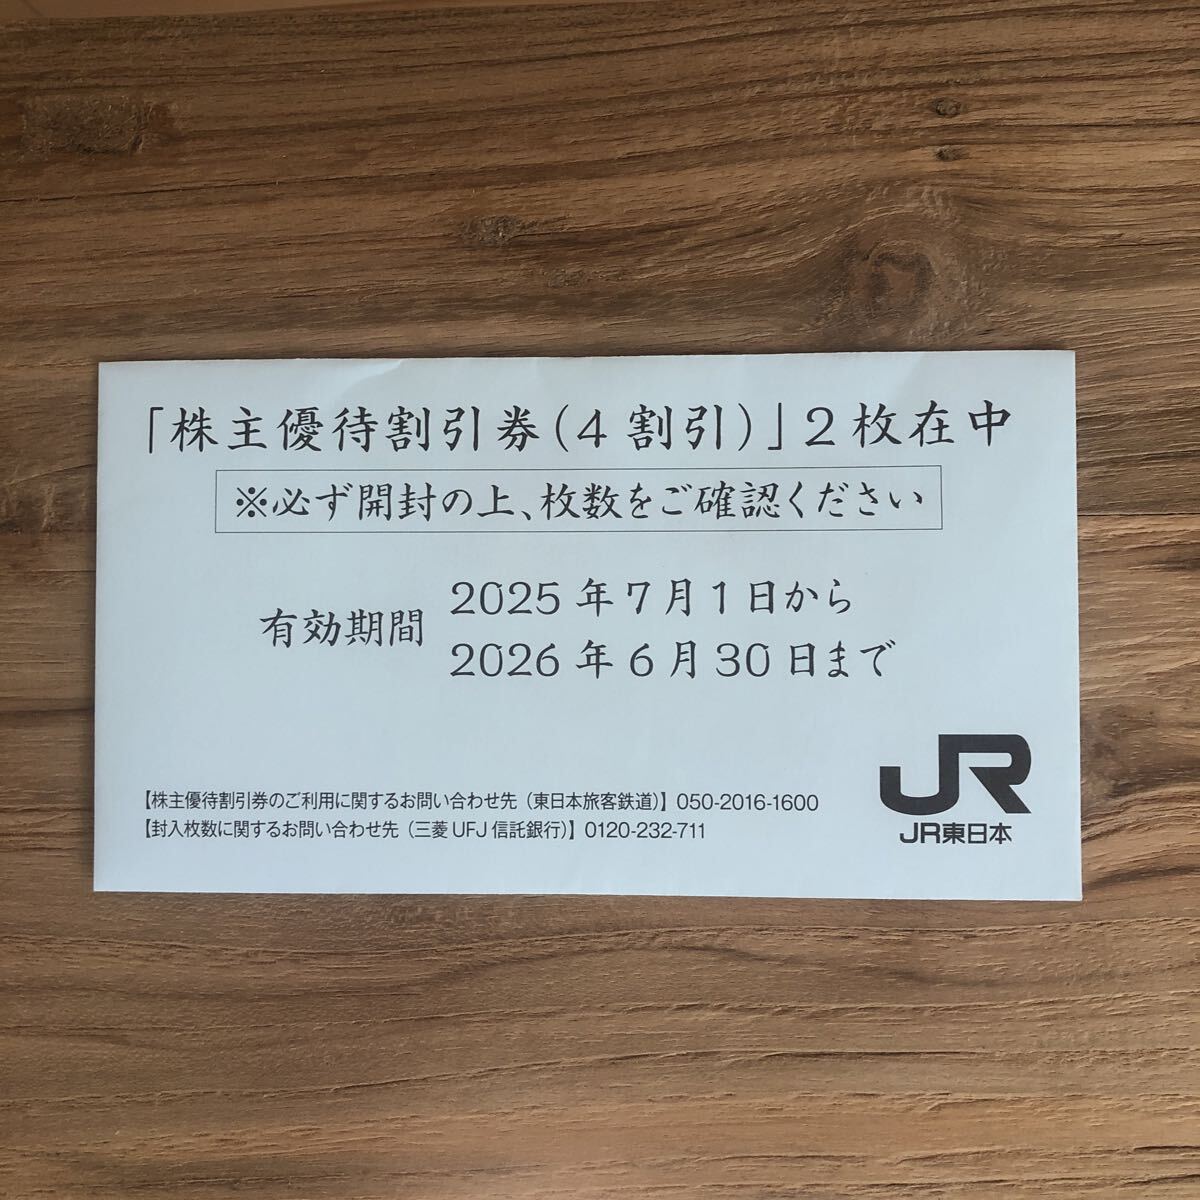 「株主優待割引券(4割引)」2枚在中
※必ず開封の上、枚数をご確認ください
有効期間
2025年7月1日から
2026年6月30日まで
【株主優待割引券のご利用に関するお問い合わせ先（東日本旅客鉄道）】050-2016-1600
【封入枚数に関するお問い合わせ先（三菱UFJ信託銀行）】0120-232-711
JR
JR東日本